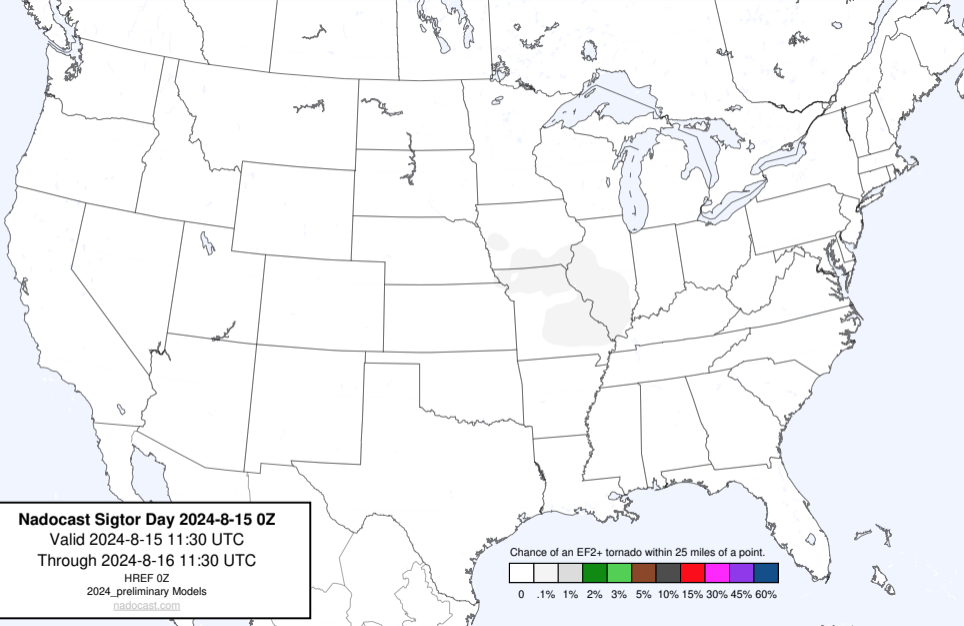 Nadocast Sigtor Day 2024-8-15 0Z
Valid 2024-8-15 11:30 UTC
Through 2024-8-16 11:30 UTC
HREF 0Z
2024_preliminary Models
nadocast.com
Chance of an EF2+ tornado within 25 miles of a point.
0 .1% 1% 2% 3% 5% 10% 15% 30% 45% 60%